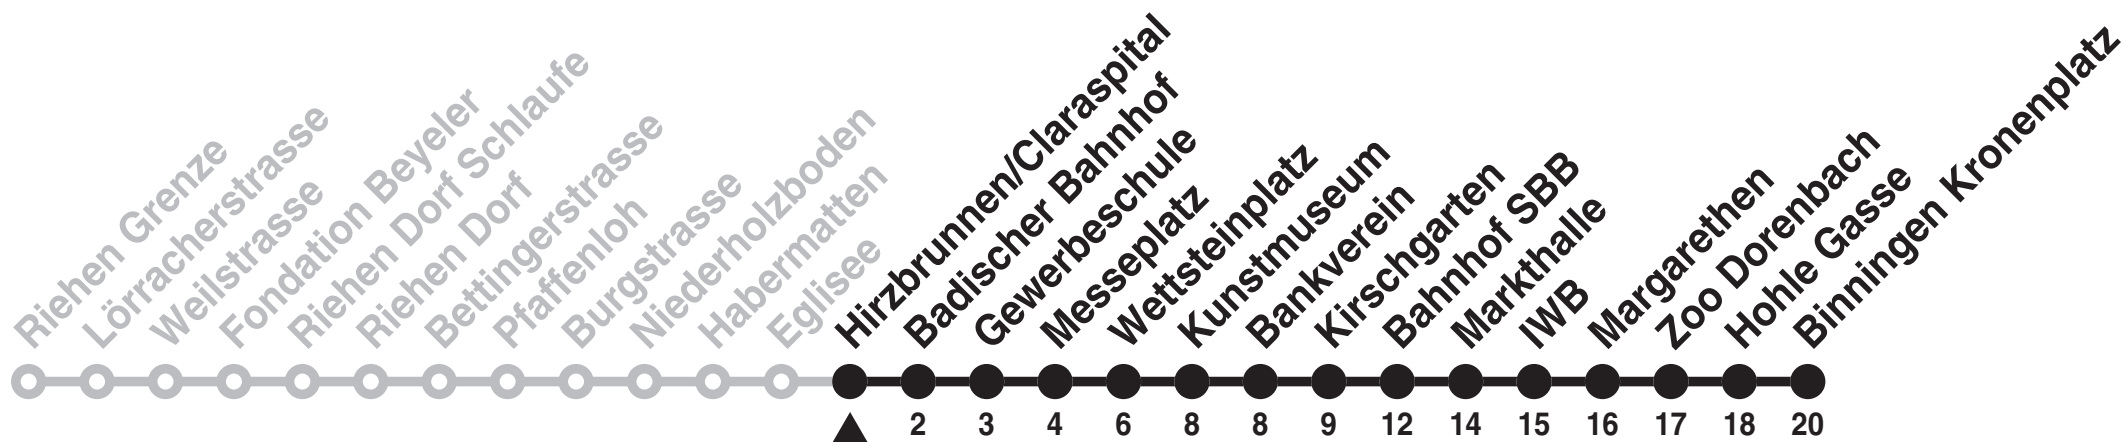 Riehen Grenze
Lörracherstrasse
Weilstrasse
Fondation Beyeler
Riehen Dorf Schlaufe
Riehen Dorf
Bettingerstrasse
Pfaffenloh
Burgstrasse
Niederholzboden
Habermatten
Eglisee
Hirzbrunnen/Claraspital
Badischer Bahnhof
Gewerbeschule
Messeplatz
Wettsteinplatz
Kunstmuseum
Bankverein
Kirschgarten
Bahnhof SBB
Markthalle
IWB
Margarethen
Zoo Dorenbach
Hohle Gasse
Binningen Kronenplatz
2 3 4 6 8 8 9 12 14 15 16 17 18 20